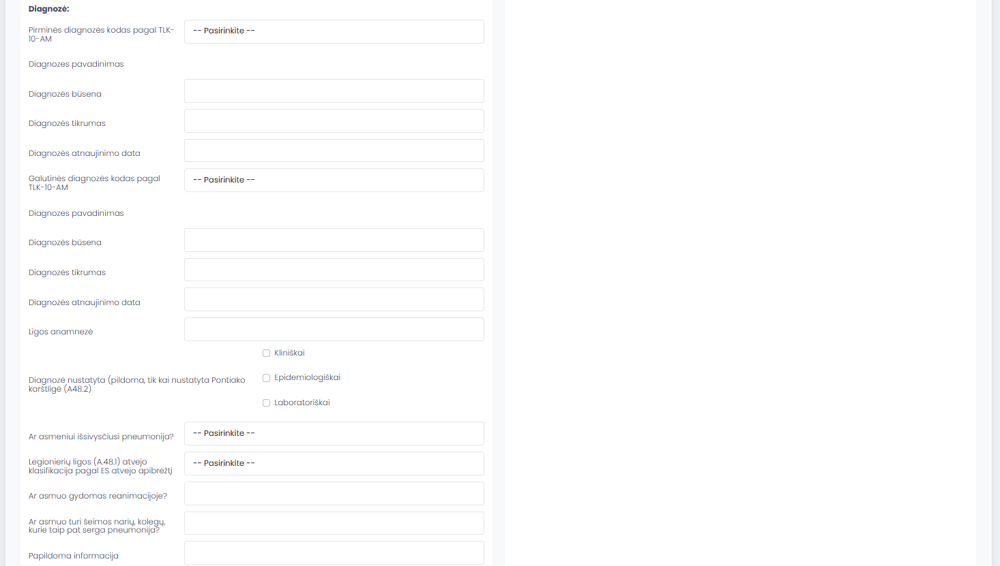 Diagnozė:
Pirminės diagnozės kodas pagal TLK-
10-AM
-- Pasirinkite --
Diagnozes pavadinimas
Diagnozės būsena
Diagnozės tikrumas
Diagnozės atnaujinimo data
Galutinės diagnozės kodas pagal
TLK-10-AM
-- Pasirinkite --
Diagnozes pavadinimas
Diagnozės būsena
Diagnozės tikrumas
Diagnozės atnaujinimo data
Ligos anamnezė
Diagnozė nustatyta (pildoma, tik kai nustatyta Pontiako
karštligė (A48.2)
Kliniškai
Epidemiologiškai
Laboratoriškai
Ar asmeniui išsivysčiusi pneumonija?
-- Pasirinkite --
Legionierių ligos (A.48.1) atvejo
klasifikacija pagal ES atvejo apibrėžtį
-- Pasirinkite --
Ar asmuo gydomas reanimacijoje?
Ar asmuo turi šeimos narių, kolegų,
kurie taip pat serga pneumonija?
Papildoma informacija